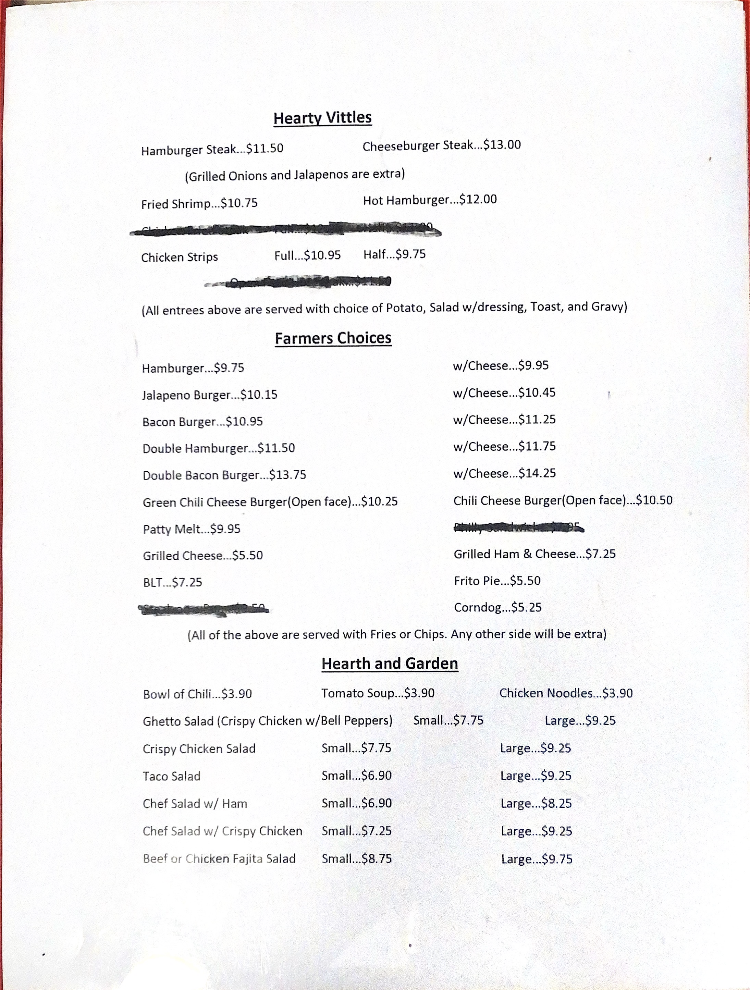 Hearty Vittles
Hamburger Steak...$11.50 Cheeseburger Steak...$13.00
(Grilled Onions and Jalapenos are extra)
Fried Shrimp...$10.75 Hot Hamburger...$12.00
Chicken Strips Full...$10.95 Half...$9.75
(All entrees above are served with choice of Potato, Salad w/dressing, Toast, and Gravy)
Farmers Choices
Hamburger...$9.75 w/Cheese...$9.95
Jalapeno Burger...$10.15 w/Cheese...$10.45
Bacon Burger...$10.95 w/Cheese...$11.25
Double Hamburger...$11.50 w/Cheese...$11.75
Double Bacon Burger...$13.75 w/Cheese...$14.25
Green Chili Cheese Burger(Open face)...$10.25 Chili Cheese Burger(Open face)...$10.50
Patty Melt...$9.95
Grilled Cheese...$5.50 Grilled Ham & Cheese...$7.25
BLT...$7.25 Frito Pie...$5.50
Corndog...$5.25
(All of the above are served with Fries or Chips. Any other side will be extra)
Hearth and Garden
Bowl of Chili...$3.90 Tomato Soup...$3.90 Chicken Noodles...$3.90
Ghetto Salad (Crispy Chicken w/Bell Peppers) Small...$7.75 Large...$9.25
Crispy Chicken Salad Small...$7.75 Large...$9.25
Taco Salad Small...$6.90 Large...$9.25
Chef Salad w/ Ham Small...$6.90 Large...$8.25
Chef Salad w/ Crispy Chicken Small...$7.25 Large...$9.25
Beef or Chicken Fajita Salad Small...$8.75 Large...$9.75